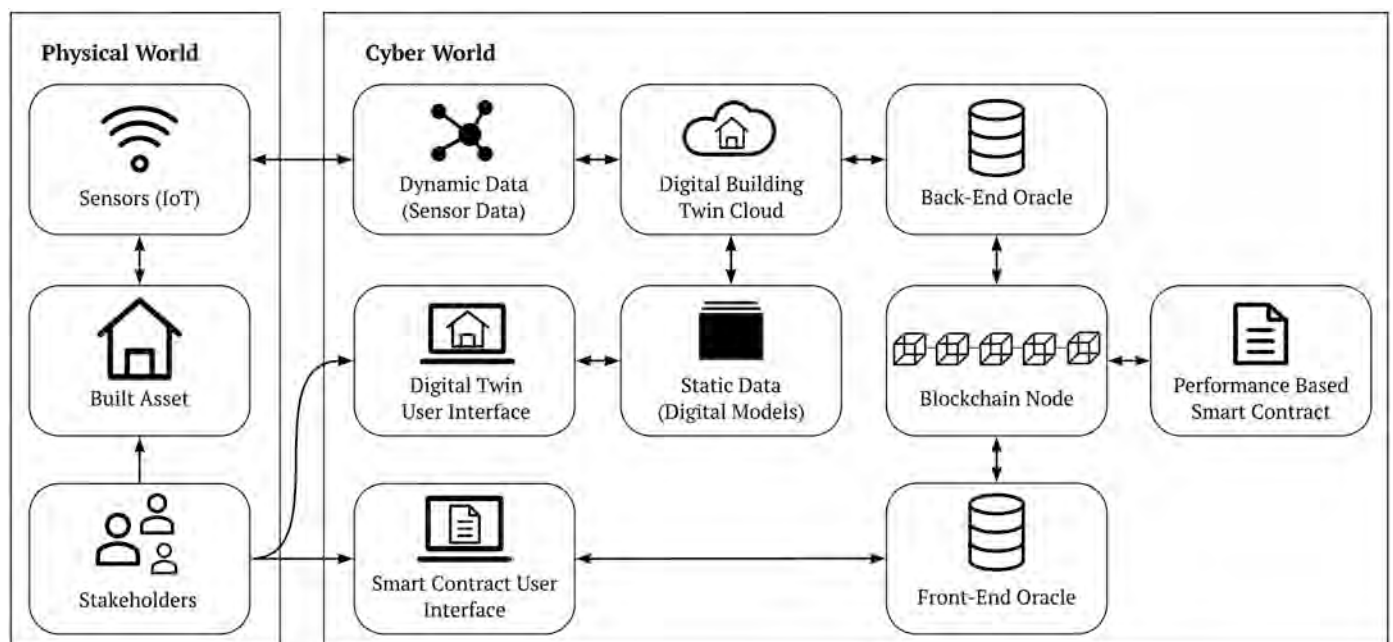 Physical World
Cyber World
Sensors (IoT)
Dynamic Data
(Sensor Data)
Digital Building
Twin Cloud
Back-End Oracle
Built Asset
Digital Twin
User Interface
Static Data
(Digital Models)
Blockchain Node
Performance Based
Smart Contract
Stakeholders
Smart Contract User
Interface
Front-End Oracle